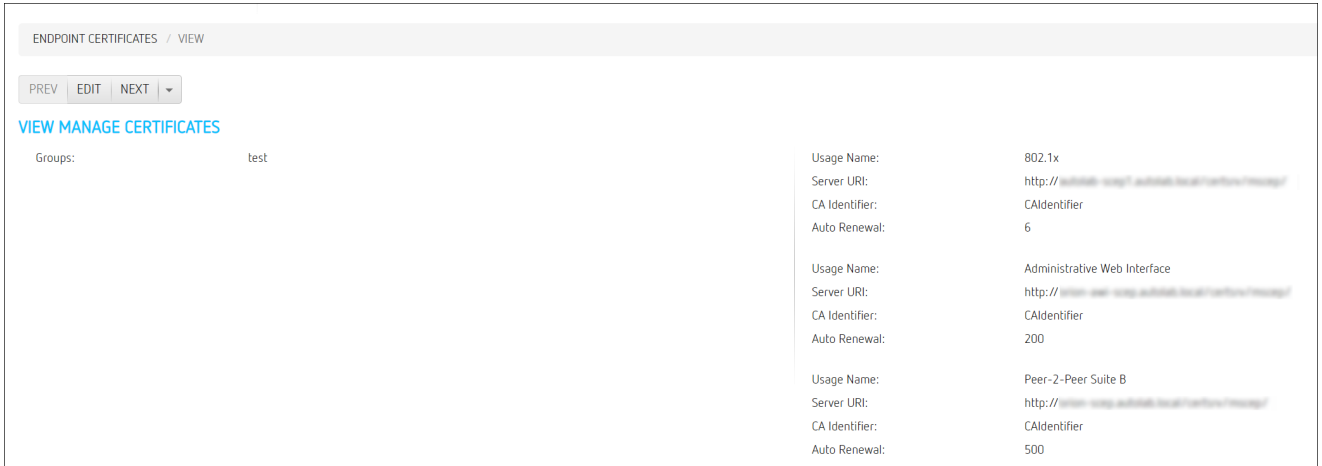 ENDPOINT CERTIFICATES / VIEW
PREV EDIT NEXT
VIEW MANAGE CERTIFICATES
Groups: test
Usage Name: 802.1x
Server URI: http://
CA Identifier: CAIdentifier
Auto Renewal: 6
Usage Name: Administrative Web Interface
Server URI: http://
CA Identifier: CAIdentifier
Auto Renewal: 200
Usage Name: Peer-2-Peer Suite B
Server URI: http://
CA Identifier: CAIdentifier
Auto Renewal: 500